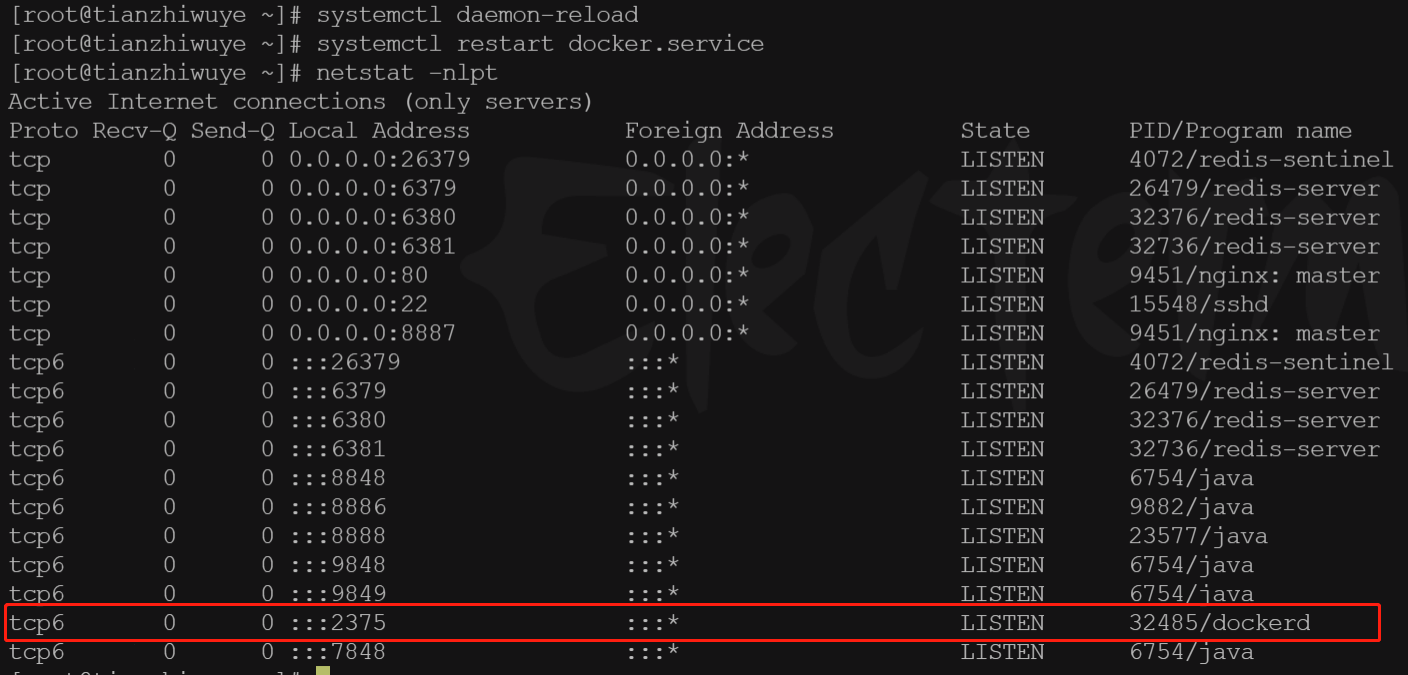 [root@tianzhiwuye ~]# systemctl daemon-reload
[root@tianzhiwuye ~]# systemctl restart docker.service
[root@tianzhiwuye ~]# netstat -nlpt
Active Internet connections (only servers)
Proto Recv-Q Send-Q Local Address           Foreign Address         State       PID/Program name
tcp        0      0 0.0.0.0:26379           0.0.0.0:*               LISTEN      4072/redis-sentinel
tcp        0      0 0.0.0.0:6379            0.0.0.0:*               LISTEN      26479/redis-server
tcp        0      0 0.0.0.0:6380            0.0.0.0:*               LISTEN      32376/redis-server
tcp        0      0 0.0.0.0:6381            0.0.0.0:*               LISTEN      32736/redis-server
tcp        0      0 0.0.0.0:80              0.0.0.0:*               LISTEN      9451/nginx: master
tcp        0      0 0.0.0.0:22              0.0.0.0:*               LISTEN      15548/sshd
tcp        0      0 0.0.0.0:8887            0.0.0.0:*               LISTEN      9451/nginx: master
tcp6       0      0 :::26379                :::*                    LISTEN      4072/redis-sentinel
tcp6       0      0 :::6379                 :::*                    LISTEN      26479/redis-server
tcp6       0      0 :::6380                 :::*                    LISTEN      32376/redis-server
tcp6       0      0 :::6381                 :::*                    LISTEN      32736/redis-server
tcp6       0      0 :::8848                 :::*                    LISTEN      6754/java
tcp6       0      0 :::8886                 :::*                    LISTEN      9882/java
tcp6       0      0 :::8888                 :::*                    LISTEN      23577/java
tcp6       0      0 :::9848                 :::*                    LISTEN      6754/java
tcp6       0      0 :::9849                 :::*                    LISTEN      6754/java
tcp6       0      0 :::2375                 :::*                    LISTEN      32485/dockerd
tcp6       0      0 :::7848                 :::*                    LISTEN      6754/java